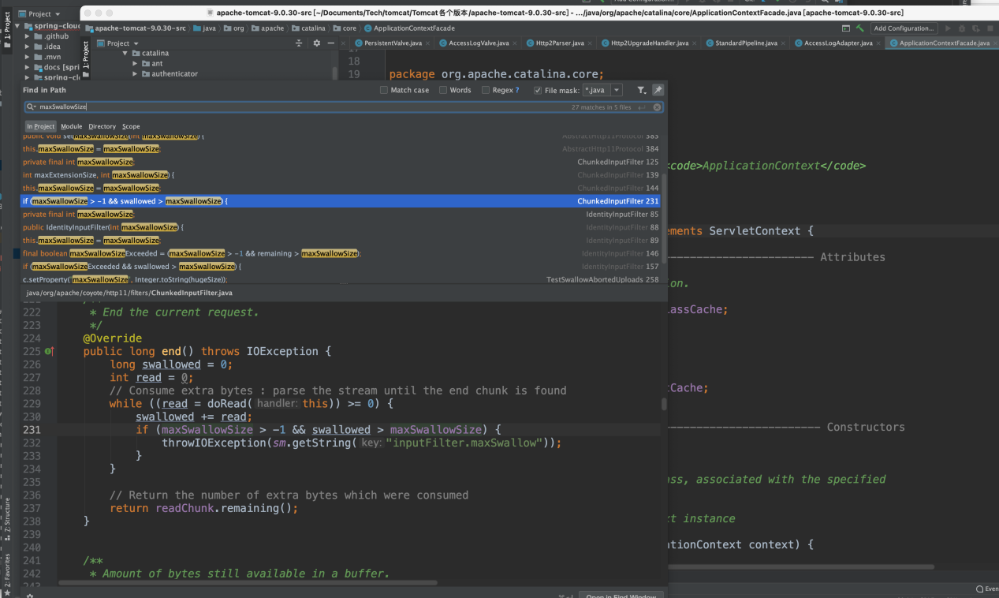 Project
Add Configuration...
apache-tomcat-9.0.30-src [~/Documents/Tech/tomcat/Tomcat各个版本/apache-tomcat-9.0.30-src] - .../java/org/apache/catalina/core/ApplicationContextFacade.java [apache-tomcat-9.0.30-src]
1: Project
spring-clou
.github
.idea
.mvn
docs [spri
spring-cl
apache-tomcat-9.0.30-src
java
org
apache
catalina
core
ApplicationContextFacade
Add Configuration...
Project
PersistentValve.java
AccessLogValve.java
Http2Parser.java
Http2UpgradeHandler.java
StandardPipeline.java
AccessLogAdapter.java
ApplicationContextFacade.java
1: Project
catalina
ant
authenticator
18
19 package org.apache.catalina.core;
Find in Path
Match case
Words
Regex ?
File mask:
*.java
maxSwallowSize
27 matches in 5 files
In Project Module Directory Scope
public void setMaxSwallowSize(int maxSwallowSize) { AbstractHttp11Protocol 383
this.maxSwallowSize = maxSwallowSize; AbstractHttp11Protocol 384
private final int maxSwallowSize; ChunkedInputFilter 125
int maxExtensionSize, int maxSwallowSize) { ChunkedInputFilter 139
this.maxSwallowSize = maxSwallowSize; ChunkedInputFilter 144
if (maxSwallowSize > -1 && swallowed > maxSwallowSize) { ChunkedInputFilter 231
private final int maxSwallowSize; IdentityInputFilter 85
public IdentityInputFilter(int maxSwallowSize) { IdentityInputFilter 88
this.maxSwallowSize = maxSwallowSize; IdentityInputFilter 89
final boolean maxSwallowSizeExceeded = (maxSwallowSize > -1 && remaining > maxSwallowSize); IdentityInputFilter 146
if (maxSwallowSizeExceeded && swallowed > maxSwallowSize) { IdentityInputFilter 157
c.setProperty("maxSwallowSize", Integer.toString(hugeSize)); TestSwallowAbortedUploads 258
java/org/apache/coyote/http11/filters/ChunkedInputFilter.java
222 * End the current request.
223 */
224 @Override
225 public long end() throws IOException {
226 long swallowed = 0;
227 int read = 0;
228 // Consume extra bytes : parse the stream until the end chunk is found
229 while ((read = doRead( handler: this)) >= 0) {
230 swallowed += read;
231 if (maxSwallowSize > -1 && swallowed > maxSwallowSize) {
232 throwIOException(sm.getString( key: "inputFilter.maxSwallow"));
233 }
234 }
235
236 // Return the number of extra bytes which were consumed
237 return readChunk.remaining();
238 }
239
240
241 /**
242 * Amount of bytes still available in a buffer.
243
Open in Find Window
<code>ApplicationContext</code>
ements ServletContext {
------------------------ Attributes
on.
lassCache;
tCache;
------------------------- Constructors
ass, associated with the specified
xt instance
ationContext context) {
Z: Structure
2: Favorites
Even